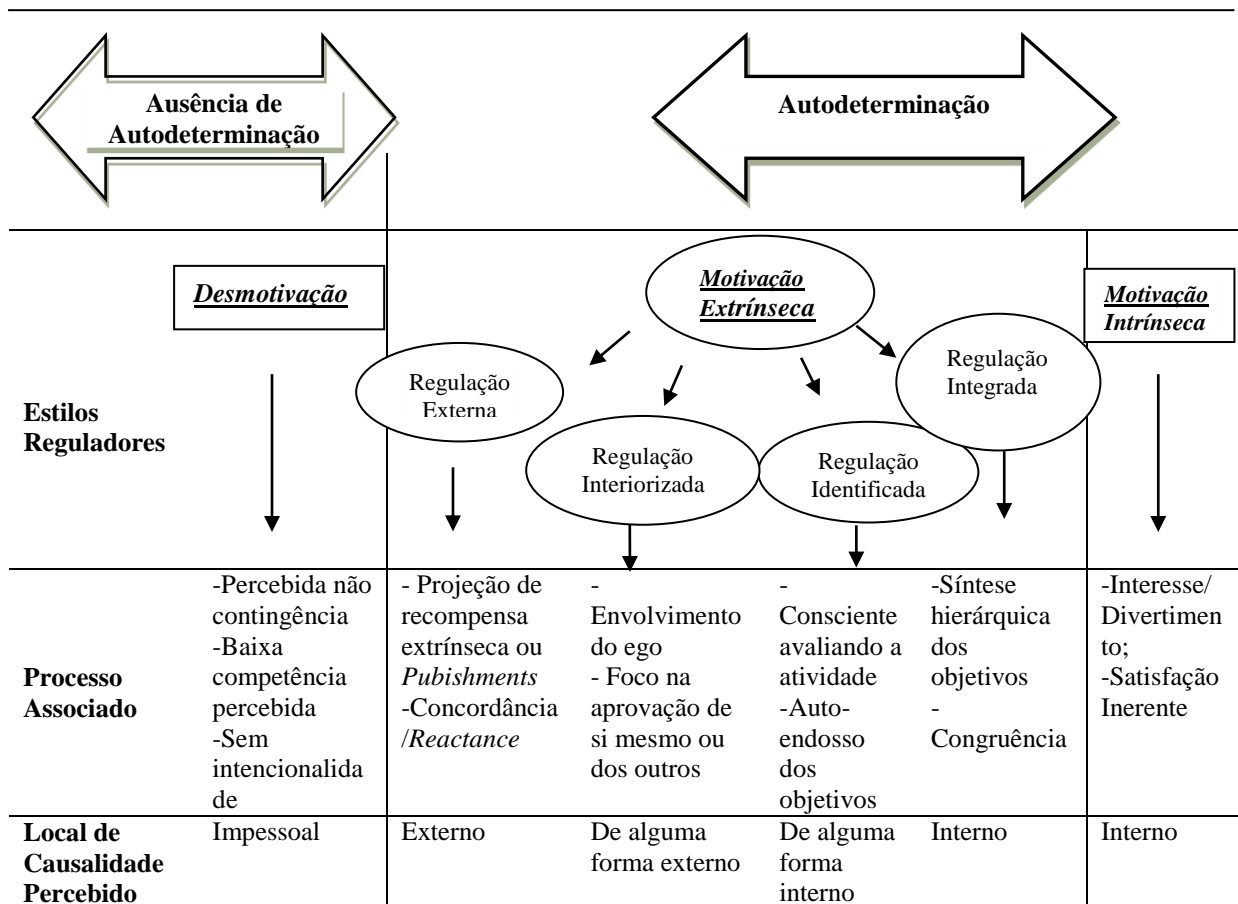 Ausência de
Autodeterminação
Autodeterminação
Desmotivação
Motivação
Extrínseca
Motivação
Intrínseca
Estilos
Reguladores
Regulação
Externa
Regulação
Interiorizada
Regulação
Identificada
Regulação
Integrada
Processo
Associado
-Percebida não
contingência
-Baixa
competência
percebida
-Sem
intencionalida
de
- Projeção de
recompensa
extrínseca ou
Pubishments
-Concordância
/Reactance
-
Envolvimento
do ego
- Foco na
aprovação de
si mesmo ou
dos outros
-
Consciente
avaliando a
atividade
-Auto-
endosso
dos
objetivos
-Síntese
hierárquica
dos
objetivos
-
Congruência
-Interesse/
Divertimen
to;
-Satisfação
Inerente
Local de
Causalidade
Percebido
Impessoal
Externo
De alguma
forma externo
De alguma
forma
interno
Interno
Interno